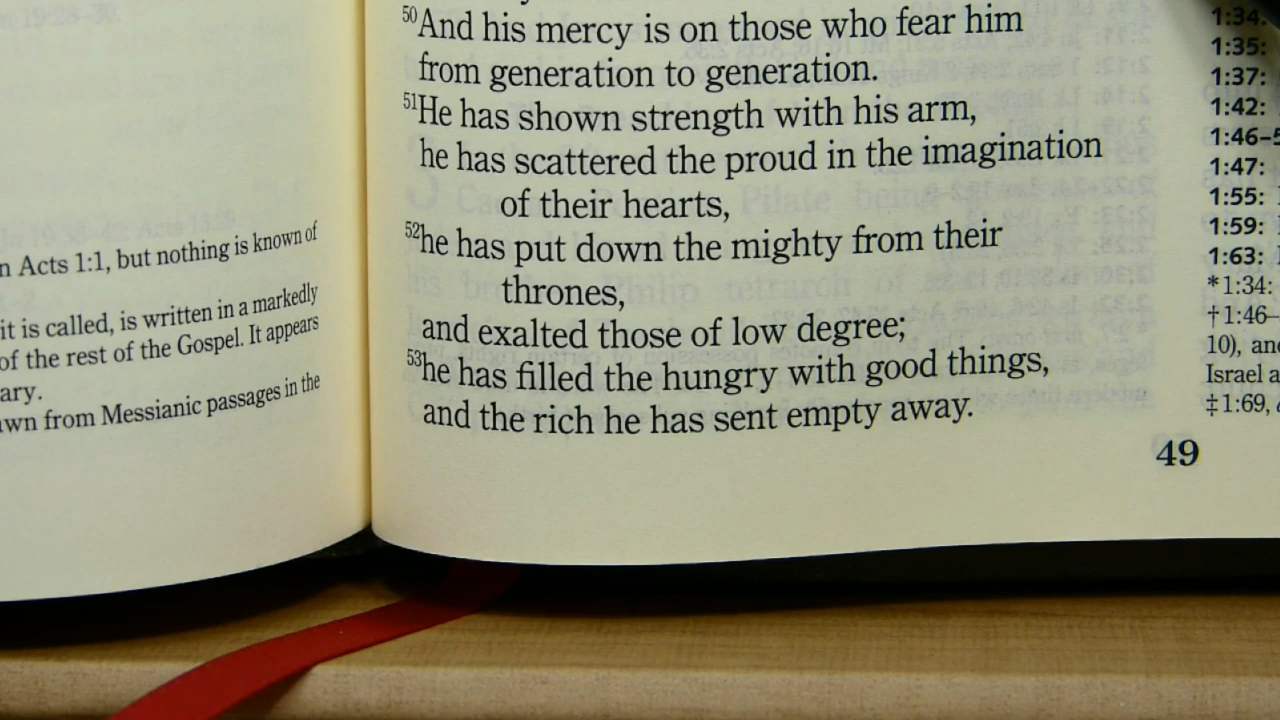 n Acts 1:1, but nothing is known of
it is called, is written in a markedly
of the rest of the Gospel. It appears
ary.
wn from Messianic passages in the
50And his mercy is on those who fear him
from generation to generation.
51He has shown strength with his arm,
he has scattered the proud in the imagination
of their hearts,
52he has put down the mighty from their
thrones,
and exalted those of low degree;
53he has filled the hungry with good things,
and the rich he has sent empty away.
49
1:34:
1:35:
1:37:
1:42:
1:46–5
1:47:
1:55:
1:59:
1:63:
*1:34:
†1:46–
10), and
Israel a
‡1:69,